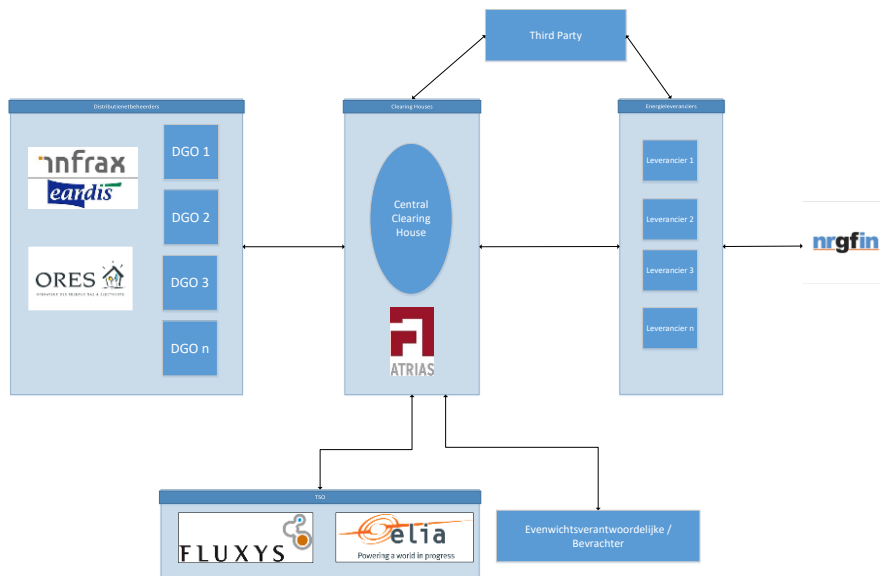 Third Party
Distributienetbeheerders
infrax
eandis
ORES
DGO 1
DGO 2
DGO 3
DGO n
Clearing Houses
Central
Clearing
House
ATRIAS
Energieleveranciers
Leverancier 1
Leverancier 2
Leverancier 3
Leverancier n
nrgfin
TSO
FLUXYS
elia
Powering a world in progress
Evenwichtsverantwoordelijke /
Bevrachter